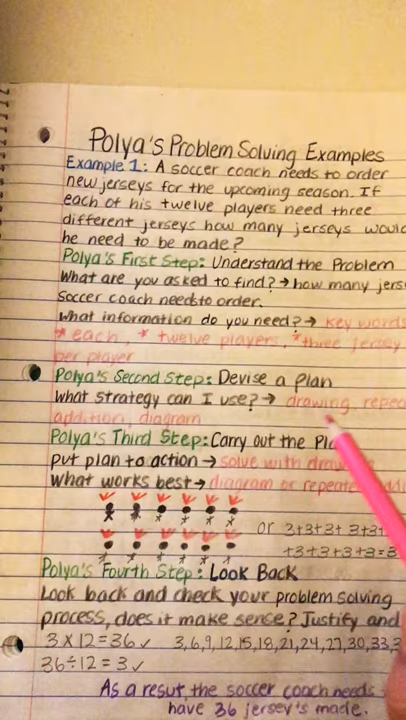 Polya's Problem Solving Examples
Example 1: A soccer coach needs to order
new jerseys for the upcoming season. If
each of his twelve players need three
different jerseys how many jerseys would
he need to be made?
Polya's First Step: Understand the Problem
What are you asked to find? → how many jers
Soccer coach needs to order.
What information do you need? → key words
* each, * twelve players, * three jersey
per player
Polya's Second Step: Devise a Plan
What strategy can I use? → drawing, repea
addition, diagram
Polya's Third Step: Carry out the Pla
put plan to action → solve with draw
What works best → diagram or repeate add
or 3+3+3+3+3+
+3+3+3+3=3
Polya's Fourth Step: Look Back
Look back and check your problem solving
process, does it make sense? Justify and
3 x 12 = 36 ✓ 3,6,9,12,15,18,21,24,27,30,33,3
36 ÷ 12 = 3 ✓
As a resut, the soccer coach needs
have 36 jersey's made.